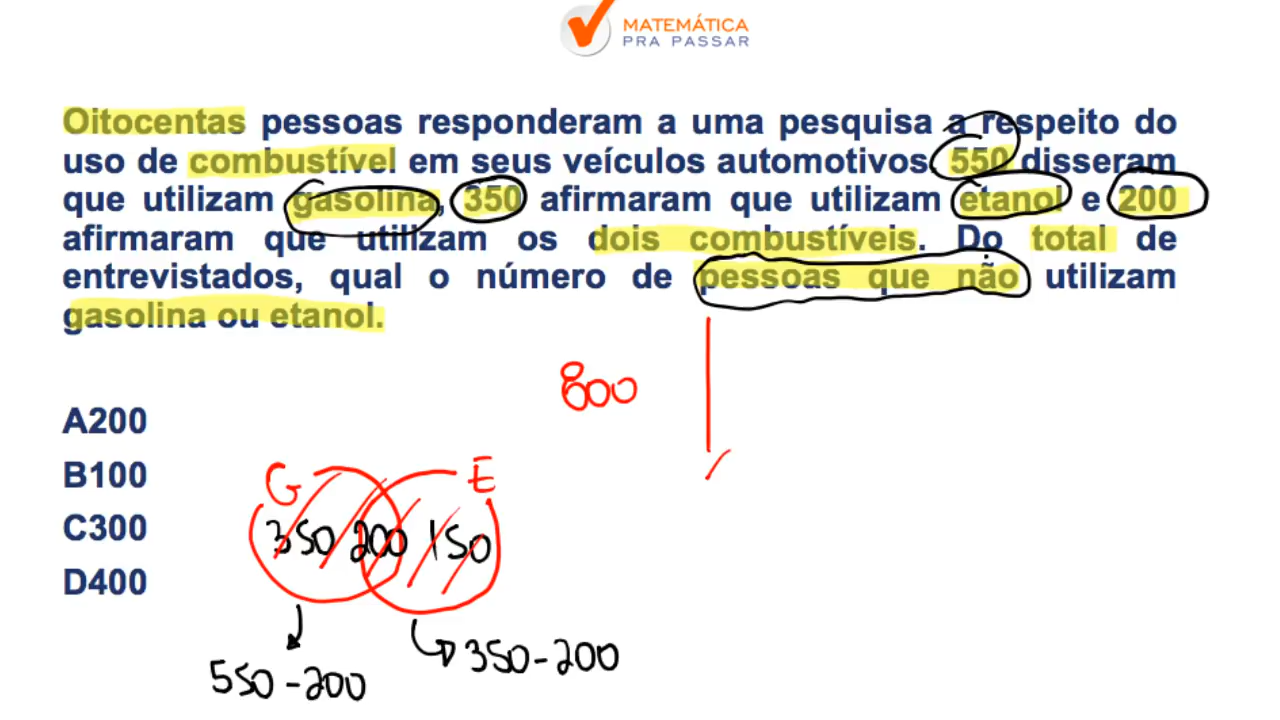 MATEMÁTICA
PRA PASSAR
Oitocentas pessoas responderam a uma pesquisa a respeito do
uso de combustível em seus veículos automotivos. 550 disseram
que utilizam gasolina, 350 afirmaram que utilizam etanol e 200
afirmaram que utilizam os dois combustíveis. Do total de
entrevistados, qual o número de pessoas que não utilizam
gasolina ou etanol.
800
A200
B100
C300
D400
G E
350 200 150
550-200
350-200